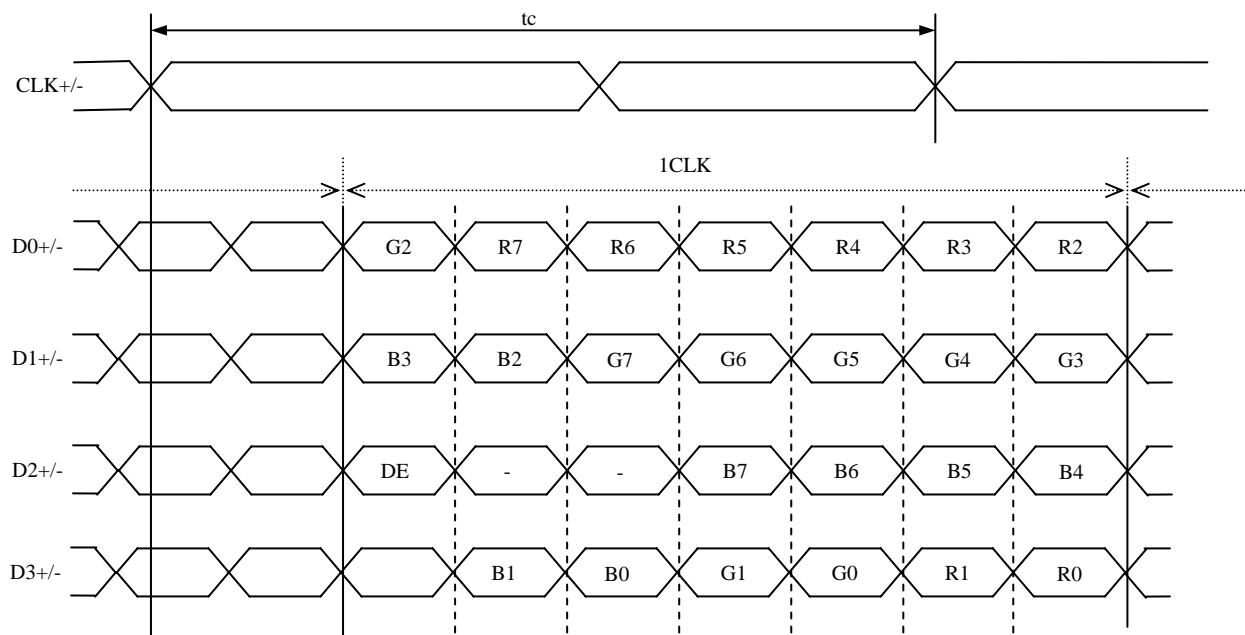 tc
CLK+/-
1CLK
D0+/- G2 R7 R6 R5 R4 R3 R2
D1+/- B3 B2 G7 G6 G5 G4 G3
D2+/- DE - - B7 B6 B5 B4
D3+/- B1 B0 G1 G0 R1 R0